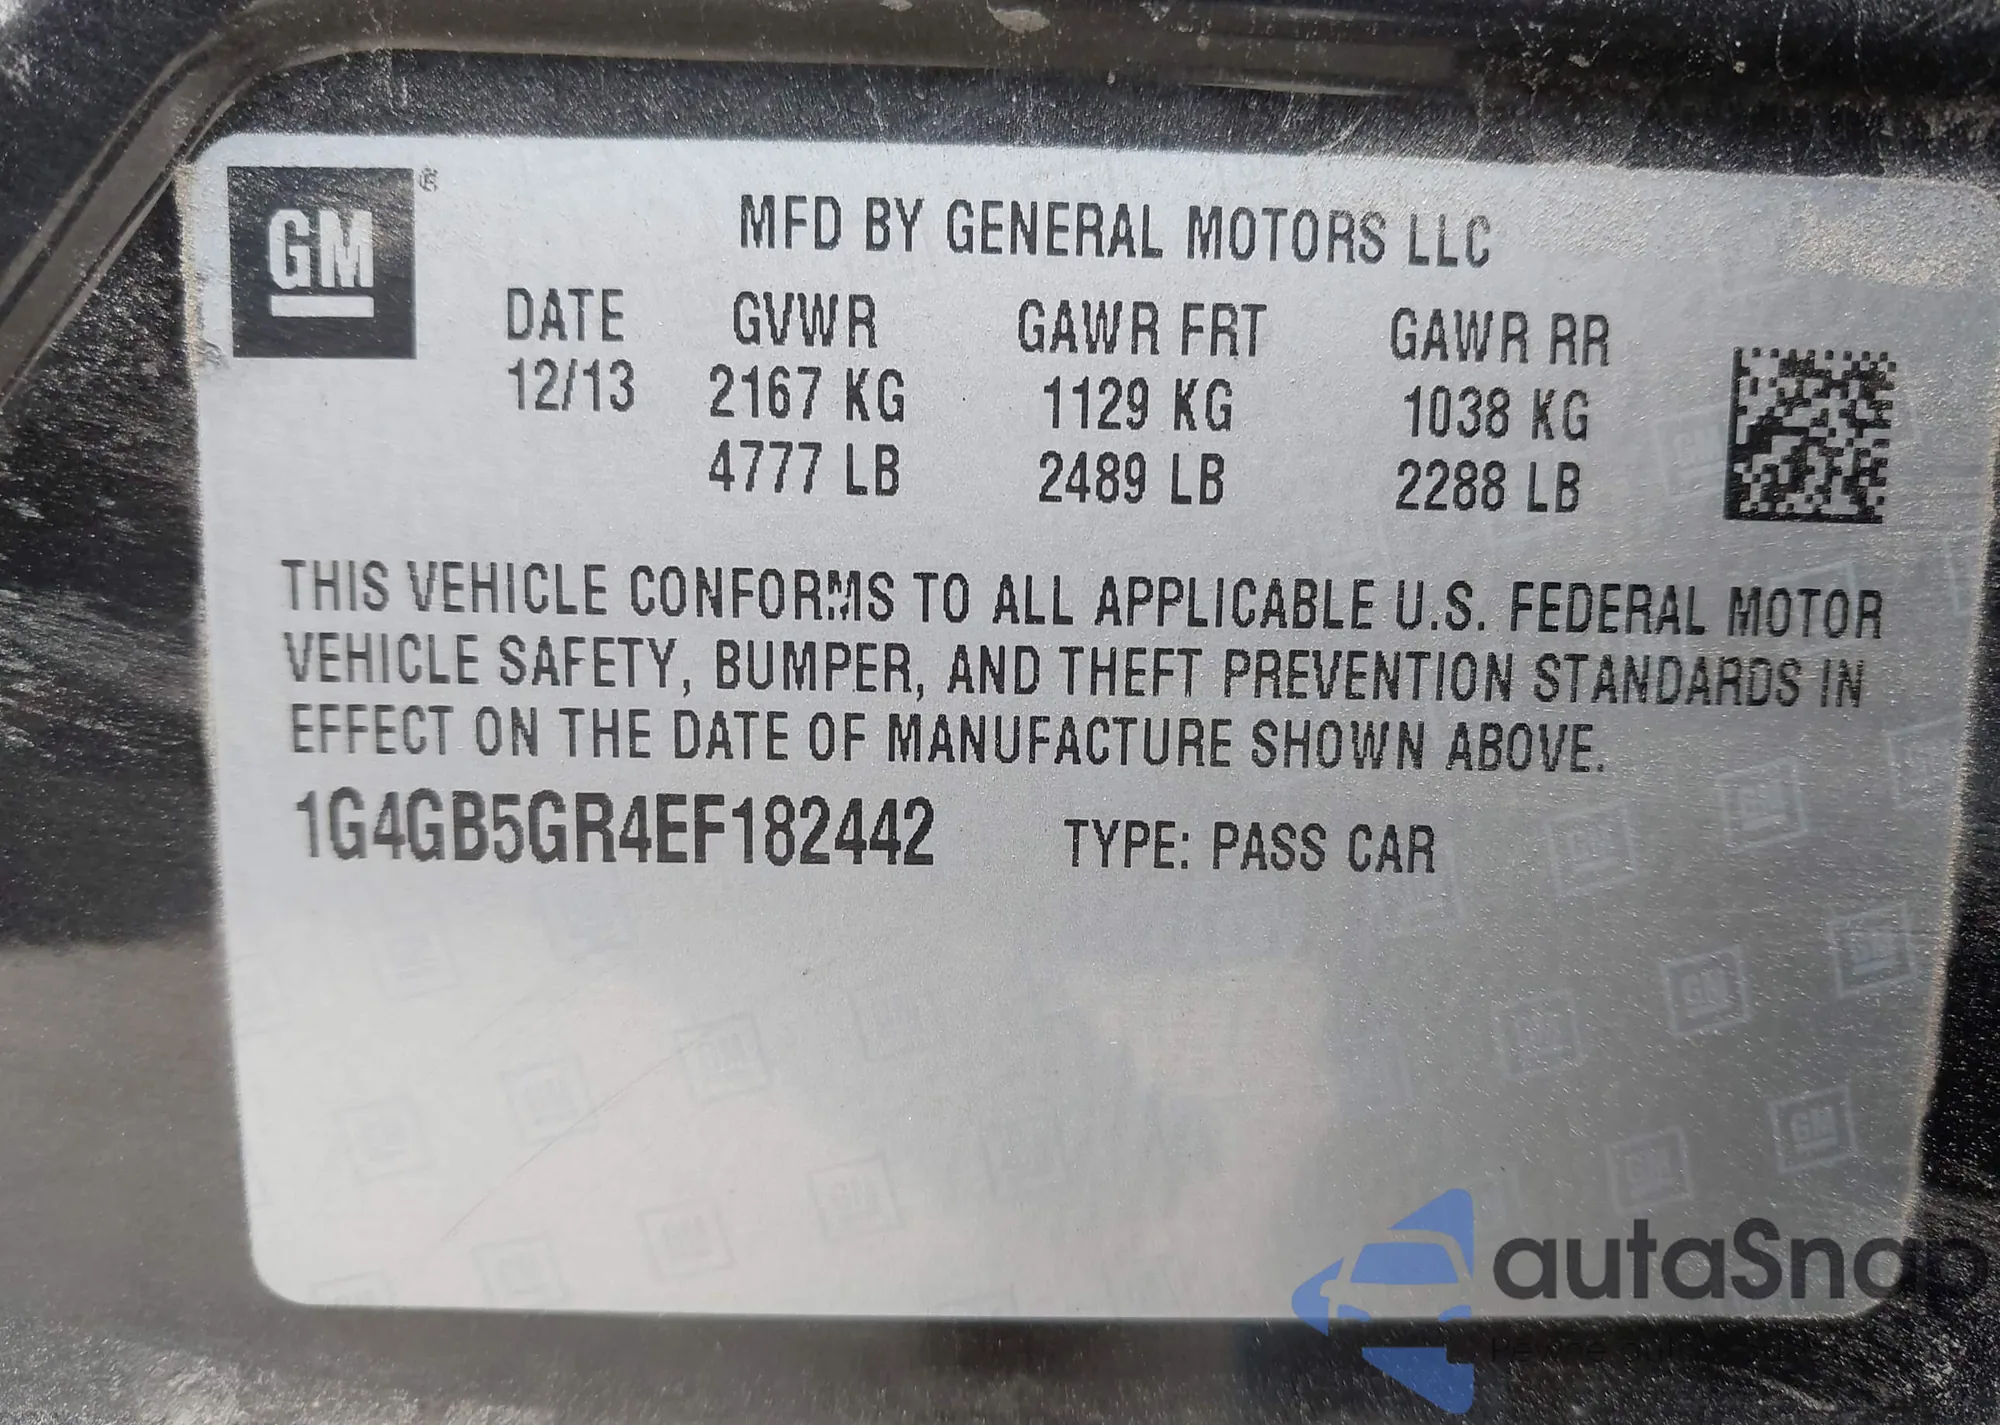 GM ®
MFD BY GENERAL MOTORS LLC
DATE GVWR GAWR FRT GAWR RR
12/13 2167 KG 1129 KG 1038 KG
4777 LB 2489 LB 2288 LB
THIS VEHICLE CONFORMS TO ALL APPLICABLE U.S. FEDERAL MOTOR
VEHICLE SAFETY, BUMPER, AND THEFT PREVENTION STANDARDS IN
EFFECT ON THE DATE OF MANUFACTURE SHOWN ABOVE.
1G4GB5GR4EF182442 TYPE: PASS CAR
autaSnap